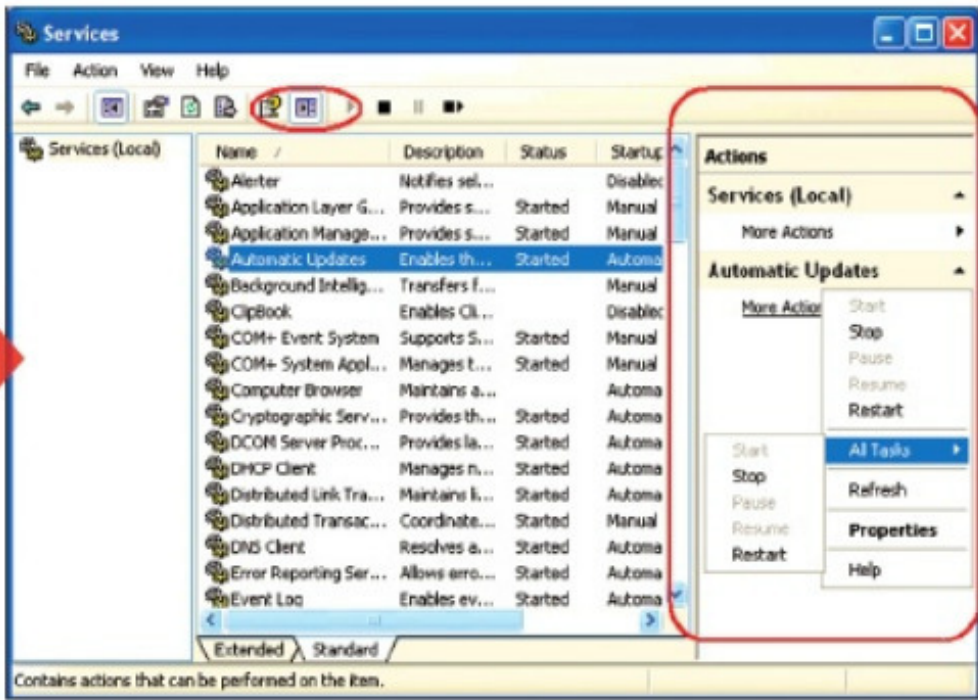 Services
File Action View Help
Services (Local)
Name / Description Status Startup
Alerter Notifies sel... Disabled
Application Layer G... Provides s... Started Manual
Application Manage... Provides s... Started Manual
Automatic Updates Enables th... Started Automa
Background Intellig... Transfers f... Manual
ClipBook Enables Cli... Disabled
COM+ Event System Supports S... Started Manual
COM+ System Appl... Manages t... Started Manual
Computer Browser Maintains a... Automa
Cryptographic Serv... Provides th... Started Automa
DCOM Server Proc... Provides la... Started Automa
DHCP Client Manages n... Started Automa
Distributed Link Tra... Maintains li... Started Automa
Distributed Transac... Coordinate... Started Manual
DNS Client Resolves a... Started Automa
Error Reporting Ser... Allows erro... Started Automa
Event Log Enables ev... Started Automa
Extended Standard
Actions
Services (Local)
More Actions
Automatic Updates
More Action
Start
Stop
Pause
Resume
Restart
All Tasks
Refresh
Properties
Help
Start
Stop
Pause
Resume
Restart
Contains actions that can be performed on the item.